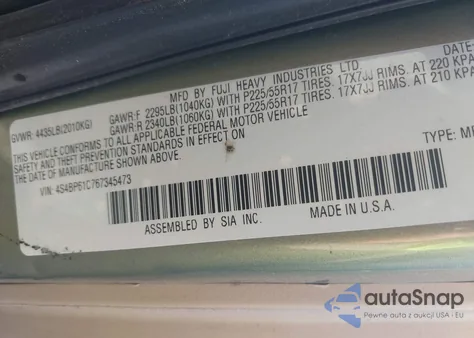 MFD BY FUJI HEAVY INDUSTRIES LTD. DATE
GVWR: 4435LB(2010KG) GAWR:F 2295LB(1040KG) WITH P225/55R17 TIRES. 17X7JJ RIMS. AT 220 KPA
GAWR:R 2340LB(1060KG) WITH P225/55R17 TIRES. 17X7JJ RIMS. AT 210 KPA
THIS VEHICLE CONFORMS TO ALL APPLICABLE FEDERAL MOTOR VEHICLE
SAFETY AND THEFT PREVENTION STANDARDS IN EFFECT ON
THE DATE OF MANUFACTURE SHOWN ABOVE
VIN: 4S4BP61C767345473 TYPE:
ASSEMBLED BY SIA INC. MADE IN U.S.A.
autoSnap
Pewne auta z aukcji USA - EU